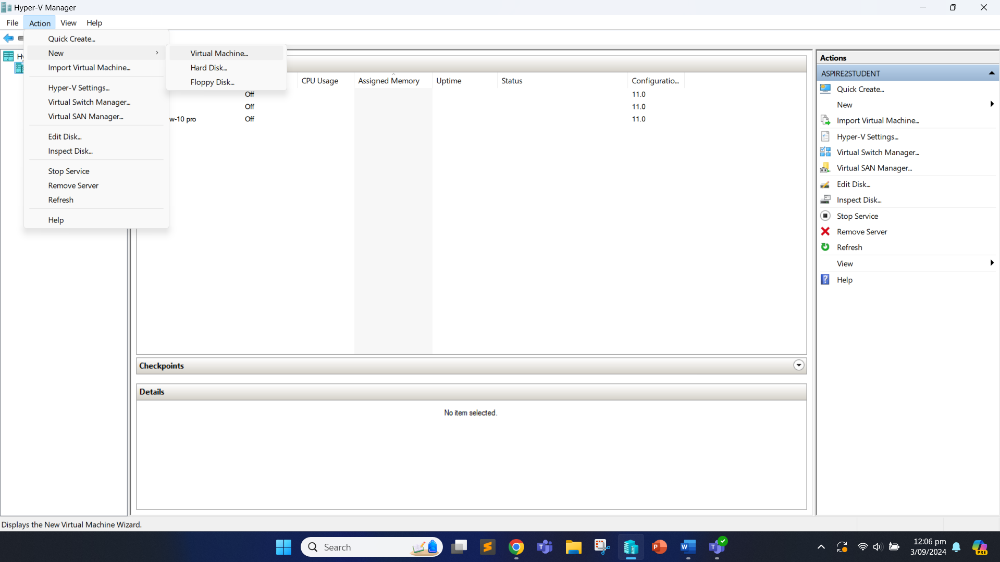 Hyper-V Manager
File Action View Help
Quick Create...
New
Import Virtual Machine...
Hyper-V Settings...
Virtual Switch Manager...
Virtual SAN Manager...
Edit Disk...
Inspect Disk...
Stop Service
Remove Server
Refresh
Help
Virtual Machine...
Hard Disk...
Floppy Disk...
Hy
CPU Usage Assigned Memory Uptime Status Configuratio...
Off 11.0
Off 11.0
w-10 pro Off 11.0
Checkpoints
Details
No item selected.
Actions
ASPIRE2STUDENT
Quick Create...
New
Import Virtual Machine...
Hyper-V Settings...
Virtual Switch Manager...
Virtual SAN Manager...
Edit Disk...
Inspect Disk...
Stop Service
Remove Server
Refresh
View
Help
Displays the New Virtual Machine Wizard.
Search
12:06 pm
3/09/2024
PRE